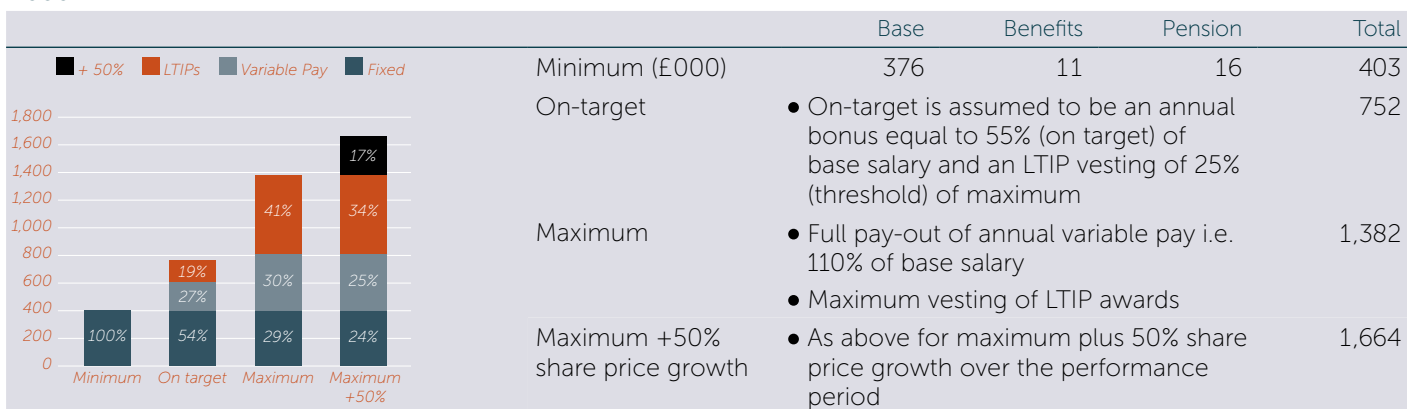 Base Benefits Pension Total
+ 50% LTIPs Variable Pay Fixed
Minimum (£000) 376 11 16 403
On-target ● On-target is assumed to be an annual 752
bonus equal to 55% (on target) of
base salary and an LTIP vesting of 25%
(threshold) of maximum
Maximum ● Full pay-out of annual variable pay i.e. 1,382
110% of base salary
● Maximum vesting of LTIP awards
Maximum +50% ● As above for maximum plus 50% share 1,664
share price growth price growth over the performance
period
1,800
1,600
1,400
1,200
1,000
800
600
400
200
0
17%
41% 34%
19%
27% 30% 25%
100% 54% 29% 24%
Minimum On target Maximum Maximum
+50%